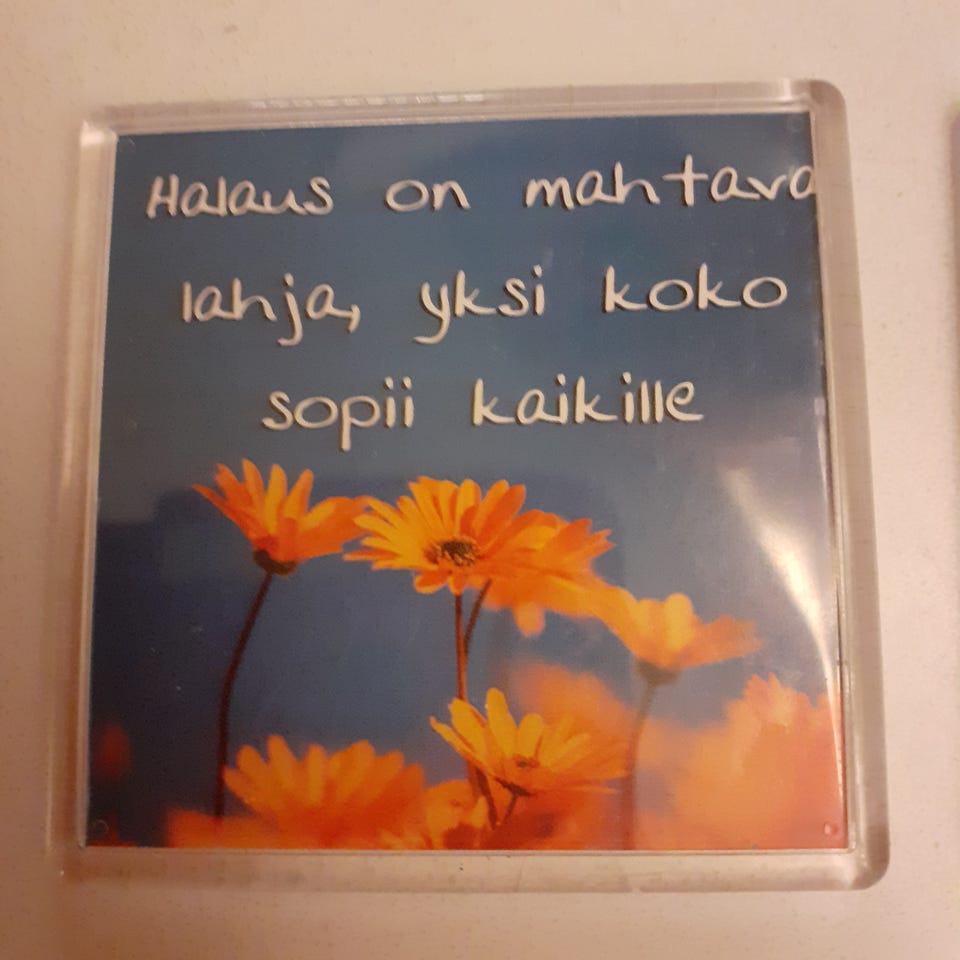 Halaus on mahtava
lahja, yksi koko
sopii kaikille